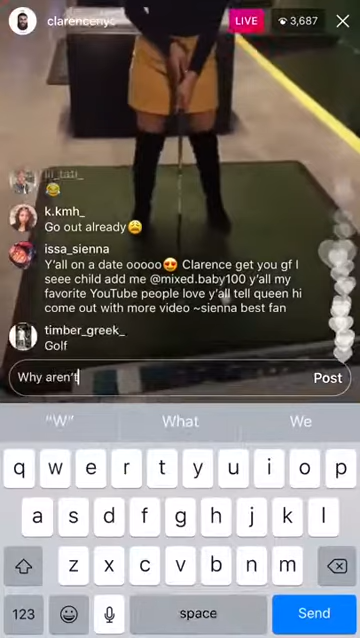 clarencenyc
LIVE
3,687
k.kmh_
Go out already😩
issa_sienna
Y'all on a date ooooo😍 Clarence get you gf I
seee child add me @mixed.baby100 y'all my
favorite YouTube people love y'all tell queen hi
come out with more video ~sienna best fan
timber_greek_
Golf
Why aren't
Post
"W"
What
We
q w e r t y u i o p
a s d f g h j k l
z x c v b n m
123
space
Send